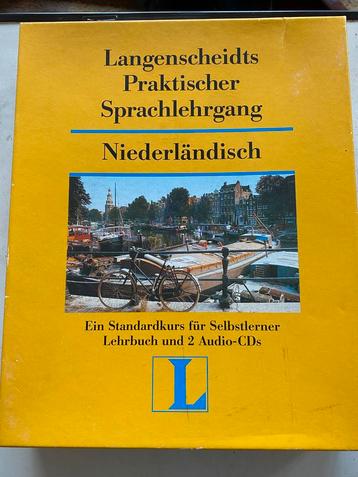 Langenscheidts
Praktischer
Sprachlehrgang
Niederländisch
Ein Standardkurs für Selbstlerner
Lehrbuch und 2 Audio-CDs
L